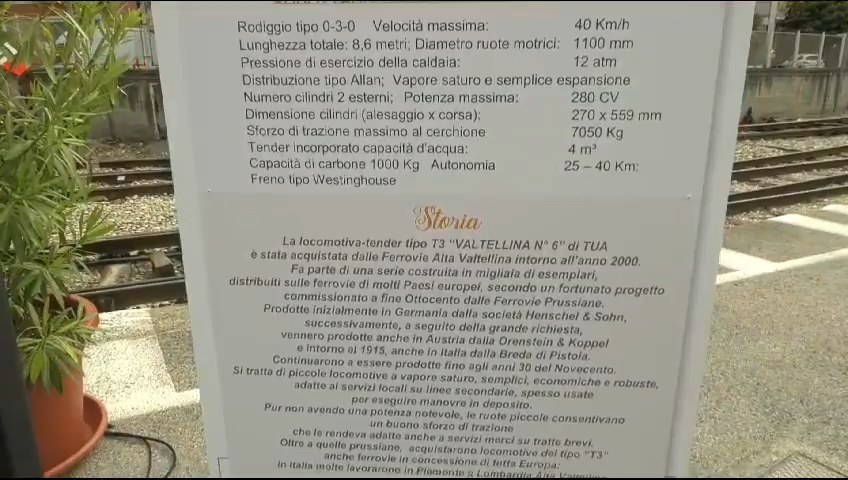 Rodiggio tipo 0-3-0 Velocità massima: 40 Km/h
Lunghezza totale: 8,6 metri; Diametro ruote motrici: 1100 mm
Pressione di esercizio della caldaia: 12 atm
Distribuzione tipo Allan; Vapore saturo e semplice espansione
Numero cilindri 2 esterni; Potenza massima: 280 CV
Dimensione cilindri (alesaggio x corsa): 270 x 559 mm
Sforzo di trazione massimo al cerchione 7050 Kg
Tender incorporato capacità d'acqua: 4 m³
Capacità di carbone 1000 Kg Autonomia 25 – 40 Km:
Freno tipo Westinghouse
Storia
La locomotiva-tender tipo T3 "VALTELLINA N° 6" di TUA
è stata acquistata dalle Ferrovie Alta Valtellina intorno all'anno 2000.
Fa parte di una serie costruita in migliaia di esemplari,
distribuiti sulle ferrovie di molti Paesi europei, secondo un fortunato progetto
commissionato a fine Ottocento dalle Ferrovie Prussiane.
Prodotte inizialmente in Germania dalla società Henschel & Sohn,
successivamente, a seguito della grande richiesta,
vennero prodotte anche in Austria dalla Orenstein & Koppel
e intorno al 1915, anche in Italia dalla Breda di Pistoia.
Continuarono a essere prodotte fino agli anni 30 del Novecento.
Si tratta di piccole locomotive a vapore saturo, semplici, economiche e robuste,
adatte ai servizi locali su linee secondarie, spesso usate
per eseguire manovre in deposito.
Pur non avendo una potenza notevole, le ruote piccole consentivano
un buono sforzo di trazione
che le rendeva adatte anche a servizi merci su tratte brevi.
Oltre a quelle prussiane, acquistarono locomotive del tipo "T3"
anche ferrovie in concessione di tutta Europa:
in Italia molte lavorarono in Piemonte e Lombardia